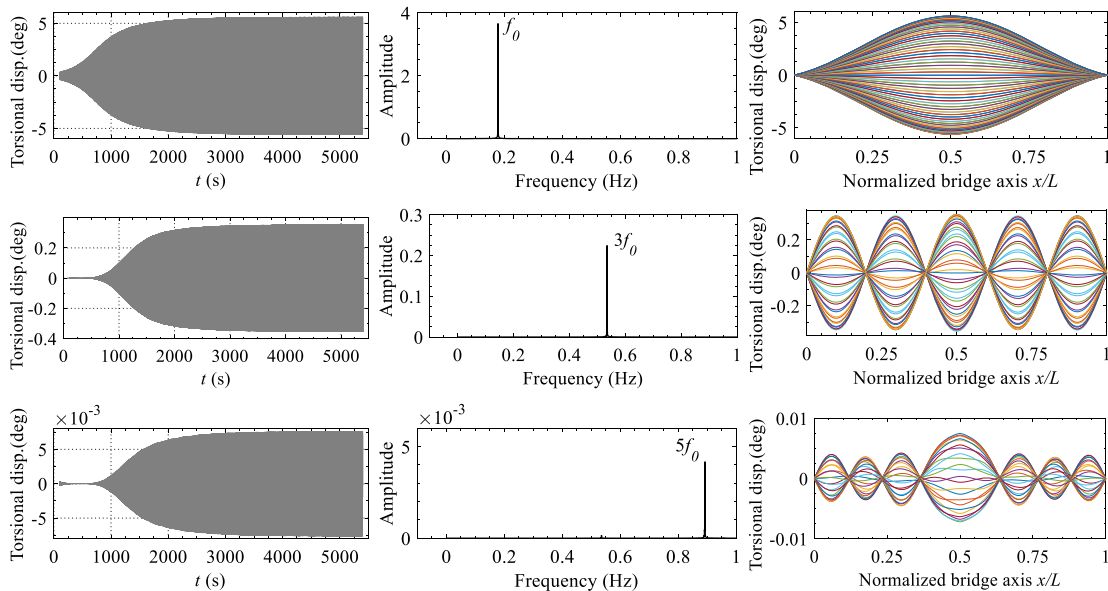 Torsional disp.(deg)
5
0
-5
0 1000 2000 3000 4000 5000
t (s)
Amplitude
4
2
0
f0
0 0.2 0.4 0.6 0.8 1
Frequency (Hz)
Torsional disp.(deg)
5
0
-5
0 0.25 0.5 0.75 1
Normalized bridge axis x/L
Torsional disp.(deg)
0.2
0
-0.2
-0.4
0 1000 2000 3000 4000 5000
t (s)
Amplitude
0.3
0.2
0.1
0
3f0
0 0.2 0.4 0.6 0.8 1
Frequency (Hz)
Torsional disp.(deg)
0.2
0
-0.2
0 0.25 0.5 0.75 1
Normalized bridge axis x/L
Torsional disp.(deg)
×10-3
5
0
-5
0 1000 2000 3000 4000 5000
t (s)
Amplitude
×10-3
5
0
5f0
0 0.2 0.4 0.6 0.8 1
Frequency (Hz)
Torsional disp.(deg)
0.01
0
-0.01
0 0.25 0.5 0.75 1
Normalized bridge axis x/L